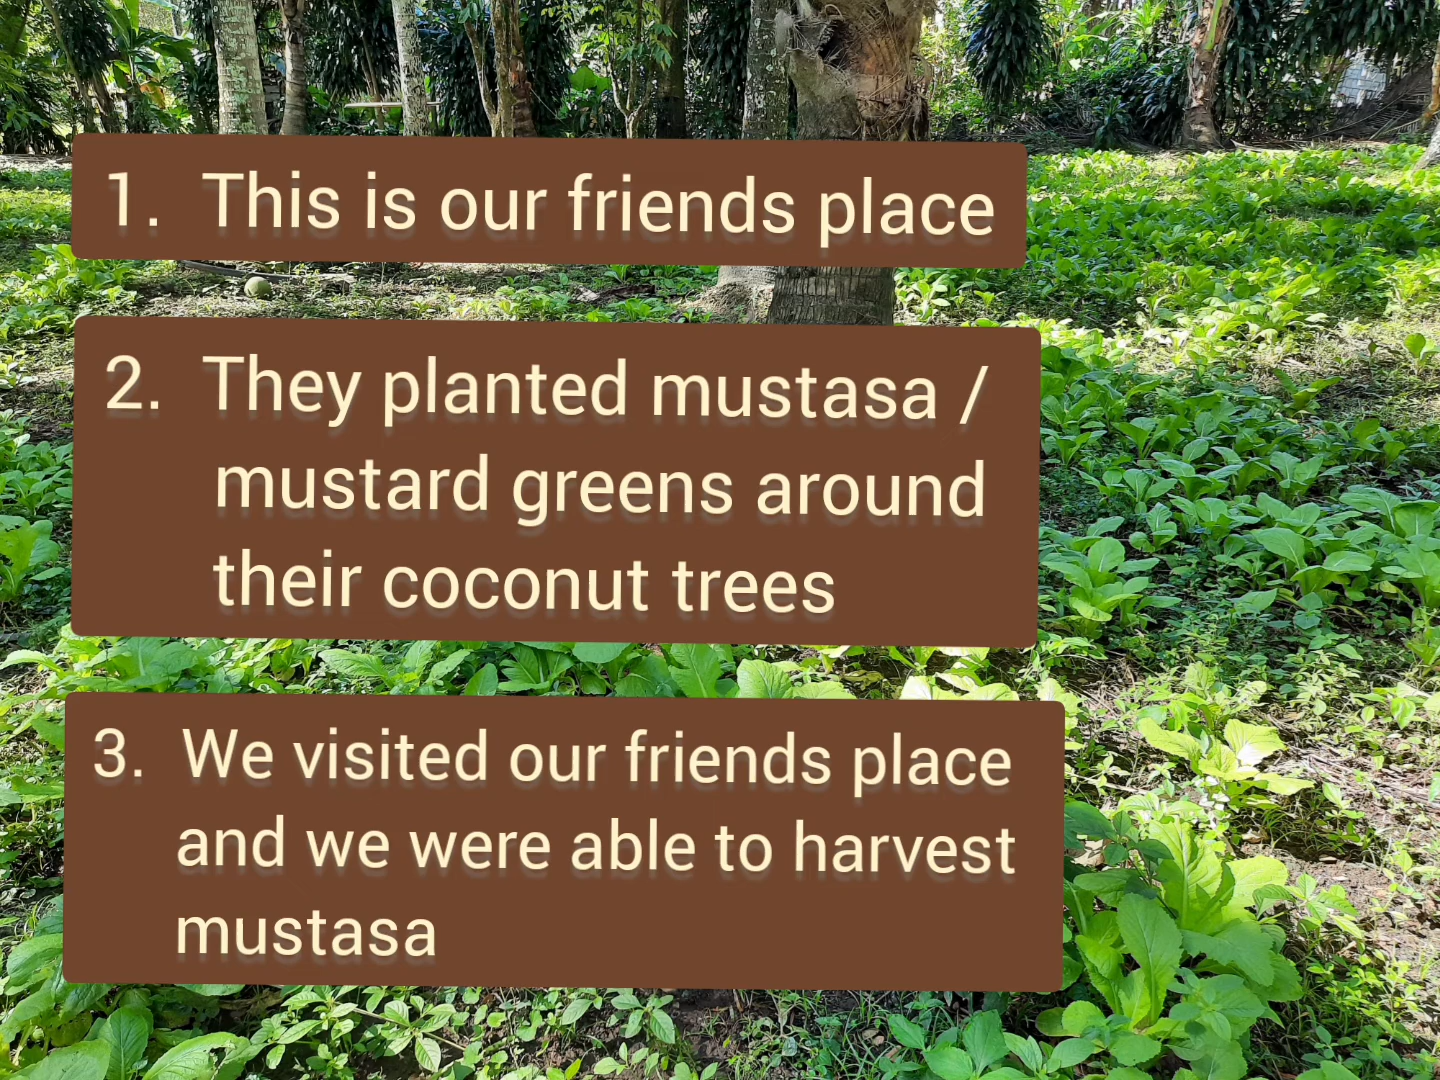 1. This is our friends place
2. They planted mustasa /
mustard greens around
their coconut trees
3. We visited our friends place
and we were able to harvest
mustasa